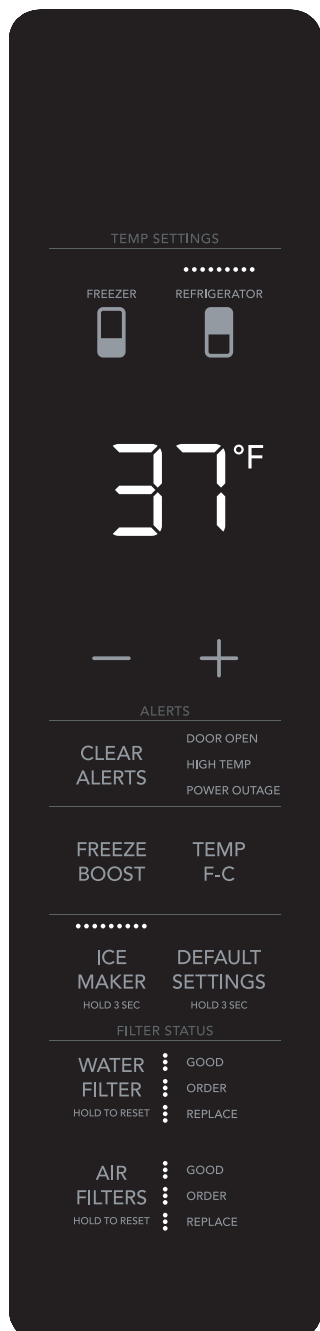 TEMP SETTINGS
FREEZER REFRIGERATOR
37°F
− +
ALERTS
CLEAR ALERTS
DOOR OPEN
HIGH TEMP
POWER OUTAGE
FREEZE BOOST
TEMP F-C
ICE MAKER
HOLD 3 SEC
DEFAULT SETTINGS
HOLD 3 SEC
FILTER STATUS
WATER FILTER
HOLD TO RESET
GOOD
ORDER
REPLACE
AIR FILTERS
HOLD TO RESET
GOOD
ORDER
REPLACE